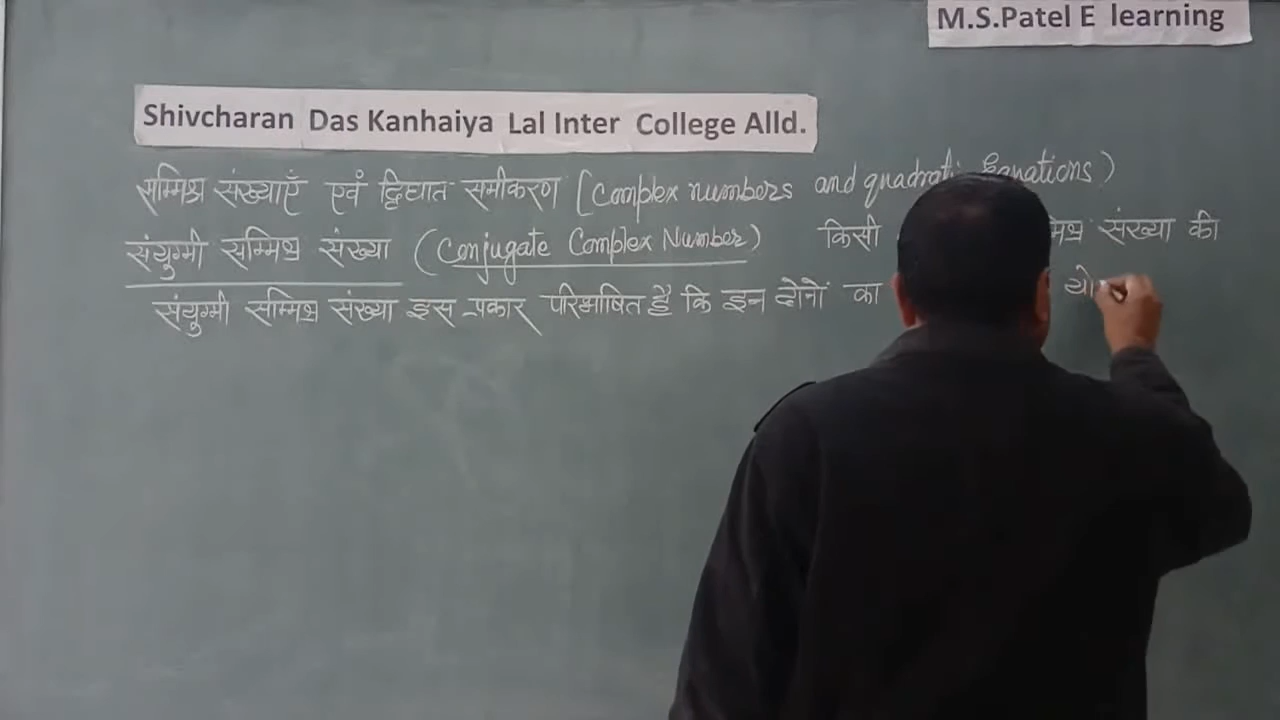 M.S.Patel E learning
Shivcharan Das Kanhaiya Lal Inter College Alld.
सम्मिश्र संख्याएँ एवं द्विघात समीकरण (Complex numbers and quadratic Equations)
संयुग्मी सम्मिश्र संख्या (Conjugate Complex Number) किसी संख्या की
संयुग्मी सम्मिश्र संख्या इस प्रकार परिभाषित है कि इन दोनों का